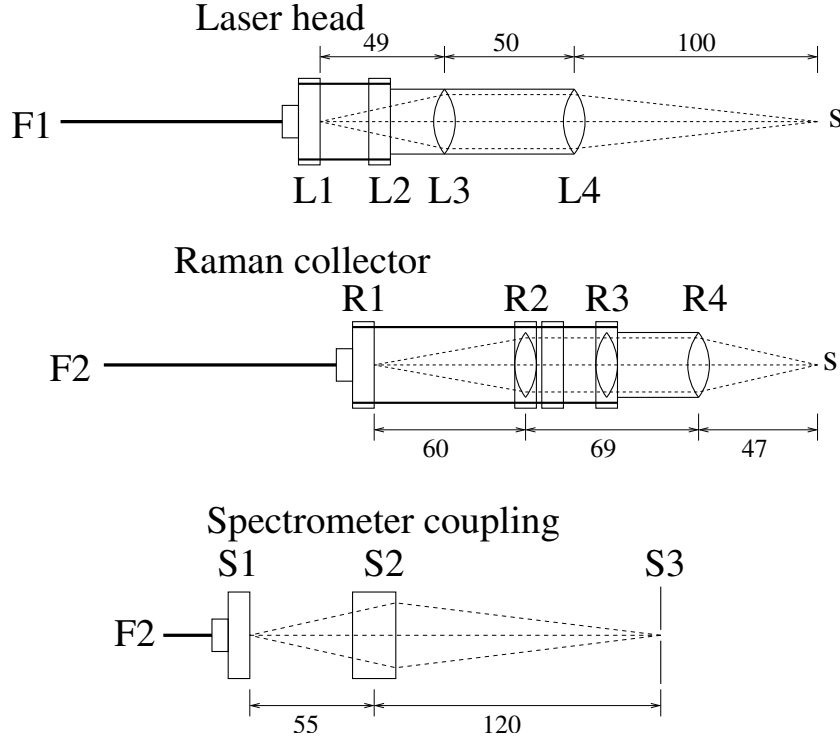 Laser head
49 50 100
F1 s
L1 L2 L3 L4
Raman collector
R1 R2 R3 R4
F2 s
60 69 47
Spectrometer coupling
S1 S2 S3
F2
55 120